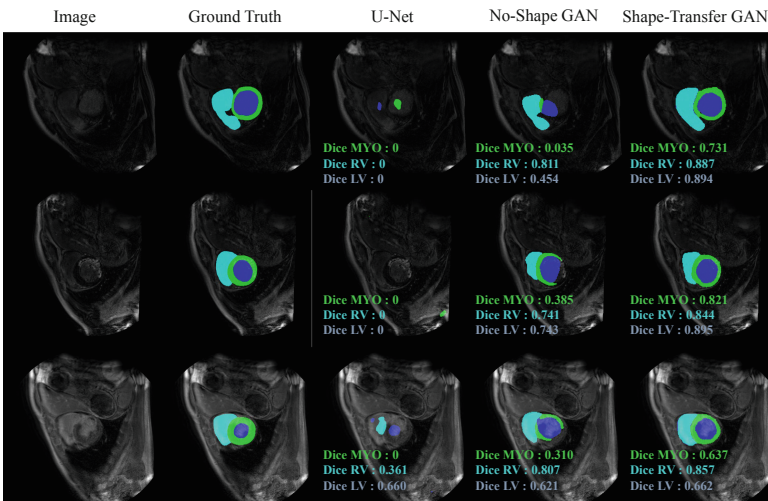 Image Ground Truth U-Net No-Shape GAN Shape-Transfer GAN
Dice MYO : 0 Dice MYO : 0.035 Dice MYO : 0.731
Dice RV : 0 Dice RV : 0.811 Dice RV : 0.887
Dice LV : 0 Dice LV : 0.454 Dice LV : 0.894
Dice MYO : 0 Dice MYO : 0.385 Dice MYO : 0.821
Dice RV : 0 Dice RV : 0.741 Dice RV : 0.844
Dice LV : 0 Dice LV : 0.743 Dice LV : 0.895
Dice MYO : 0 Dice MYO : 0.310 Dice MYO : 0.637
Dice RV : 0.361 Dice RV : 0.807 Dice RV : 0.857
Dice LV : 0.660 Dice LV : 0.621 Dice LV : 0.662